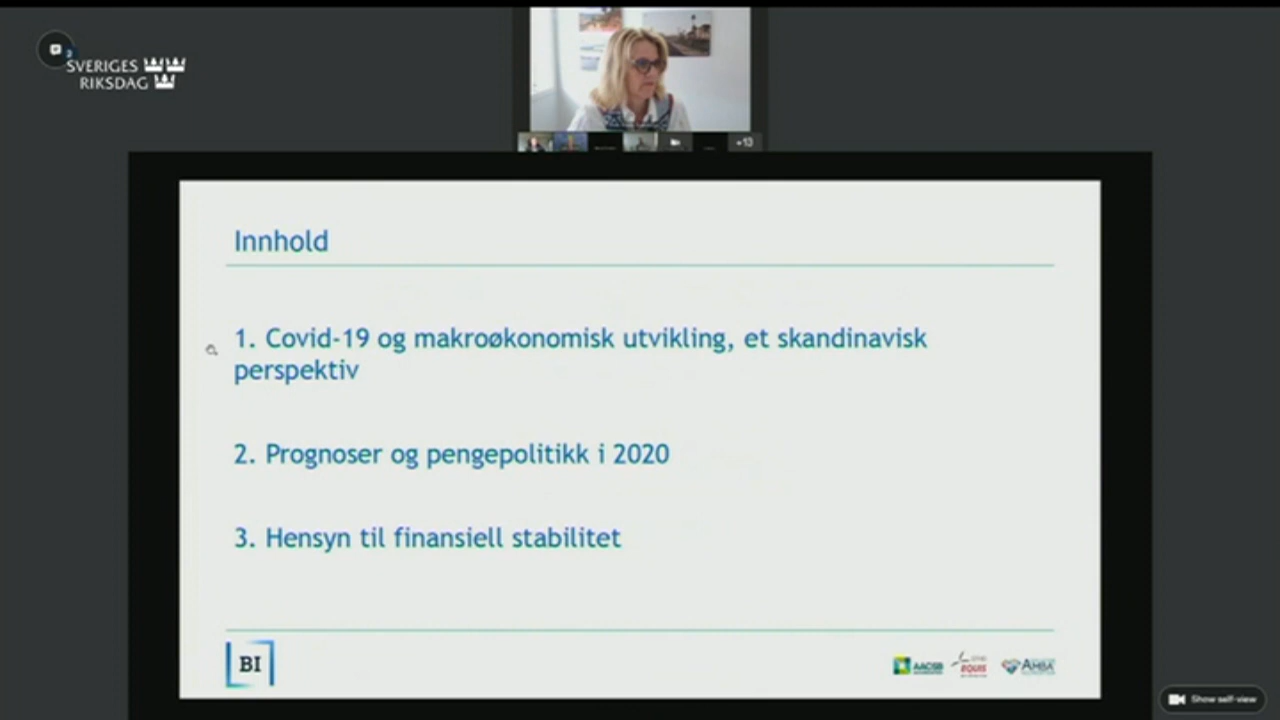 SVERIGES
RIKSDAG
+13
Innhold
1. Covid-19 og makroøkonomisk utvikling, et skandinavisk
perspektiv
2. Prognoser og pengepolitikk i 2020
3. Hensyn til finansiell stabilitet
BI
AACSB
EQUIS
AMBA
Show self-view